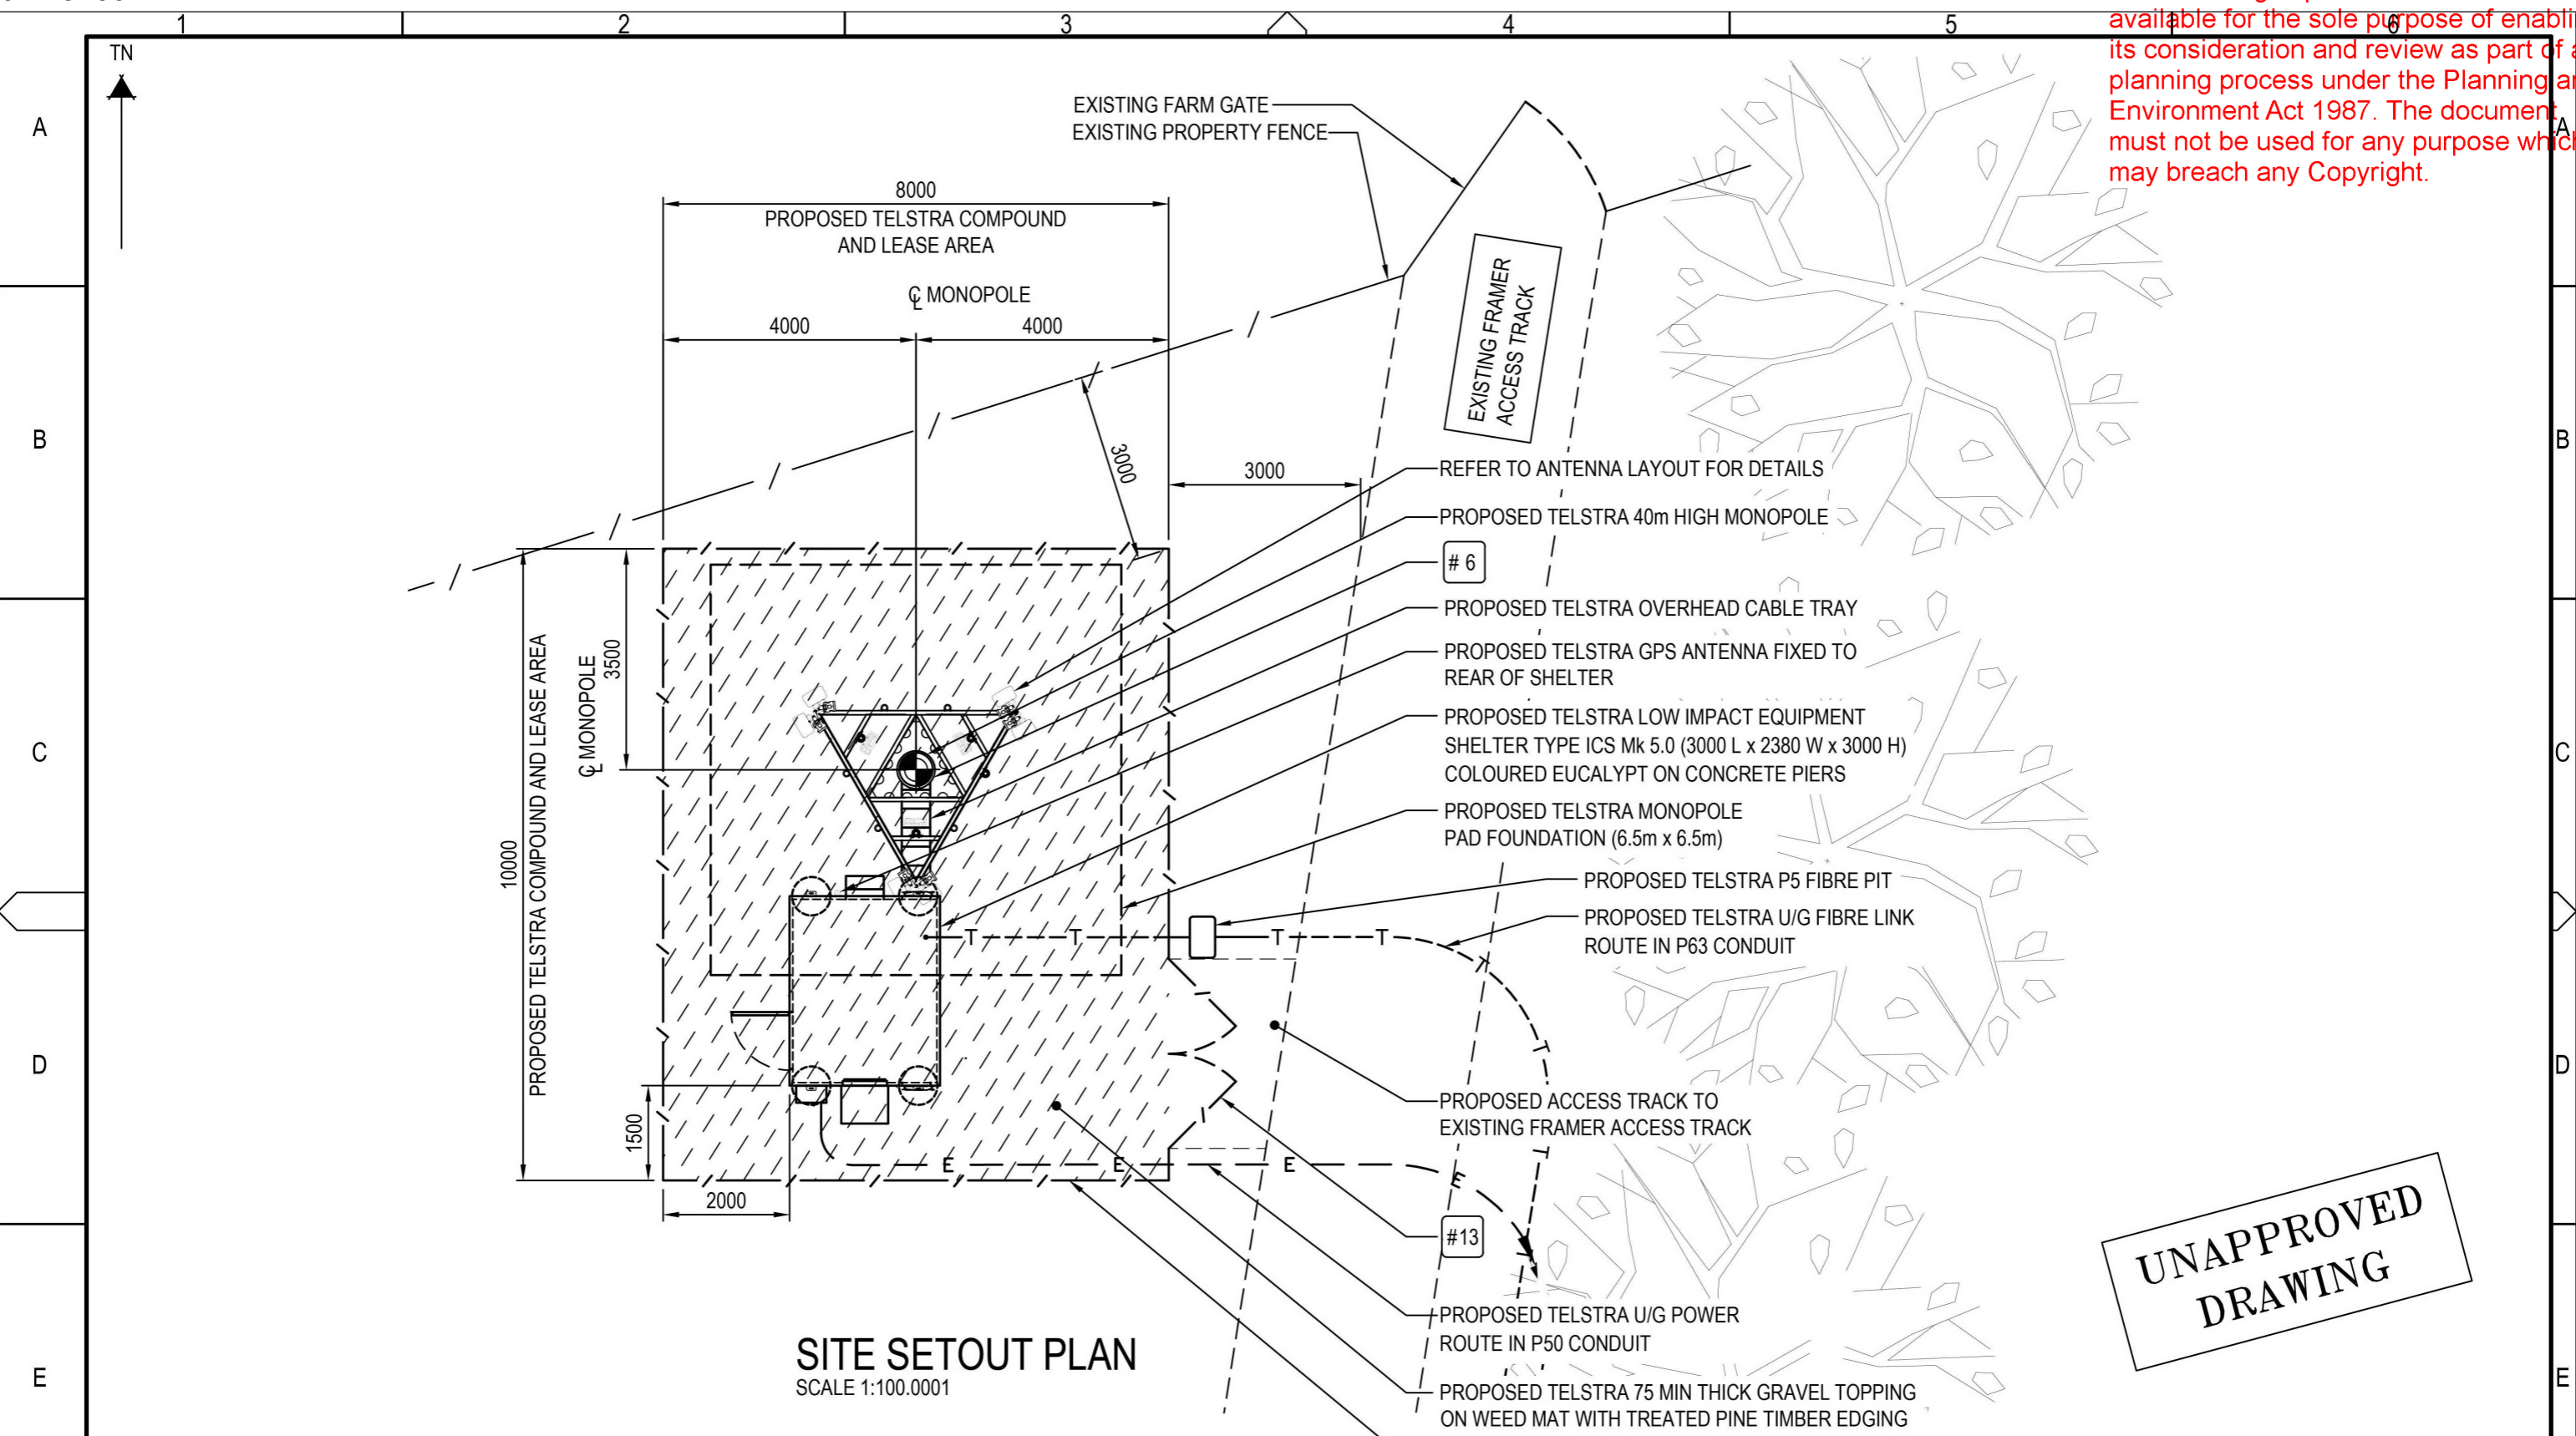 1
2
3
4
5
6
available for the sole purpose of enabli
its consideration and review as part of a
planning process under the Planning an
Environment Act 1987. The document
must not be used for any purpose which
may breach any Copyright.
TN
A
A
EXISTING FARM GATE
EXISTING PROPERTY FENCE
8000
PROPOSED TELSTRA COMPOUND
AND LEASE AREA
℄ MONOPOLE
4000
4000
EXISTING FRAMER
ACCESS TRACK
B
B
3000
3000
REFER TO ANTENNA LAYOUT FOR DETAILS
PROPOSED TELSTRA 40m HIGH MONOPOLE
# 6
PROPOSED TELSTRA OVERHEAD CABLE TRAY
PROPOSED TELSTRA GPS ANTENNA FIXED TO
REAR OF SHELTER
PROPOSED TELSTRA LOW IMPACT EQUIPMENT
SHELTER TYPE ICS Mk 5.0 (3000 L x 2380 W x 3000 H)
COLOURED EUCALYPT ON CONCRETE PIERS
C
C
℄ MONOPOLE
3500
10000
PROPOSED TELSTRA COMPOUND AND LEASE AREA
PROPOSED TELSTRA MONOPOLE
PAD FOUNDATION (6.5m x 6.5m)
PROPOSED TELSTRA P5 FIBRE PIT
PROPOSED TELSTRA U/G FIBRE LINK
ROUTE IN P63 CONDUIT
T
T
T
T
T
T
T
T
D
D
PROPOSED ACCESS TRACK TO
EXISTING FRAMER ACCESS TRACK
1500
E
E
E
E
2000
#13
PROPOSED TELSTRA U/G POWER
ROUTE IN P50 CONDUIT
UNAPPROVED
DRAWING
SITE SETOUT PLAN
SCALE 1:100.0001
E
E
PROPOSED TELSTRA 75 MIN THICK GRAVEL TOPPING
ON WEED MAT WITH TREATED PINE TIMBER EDGING